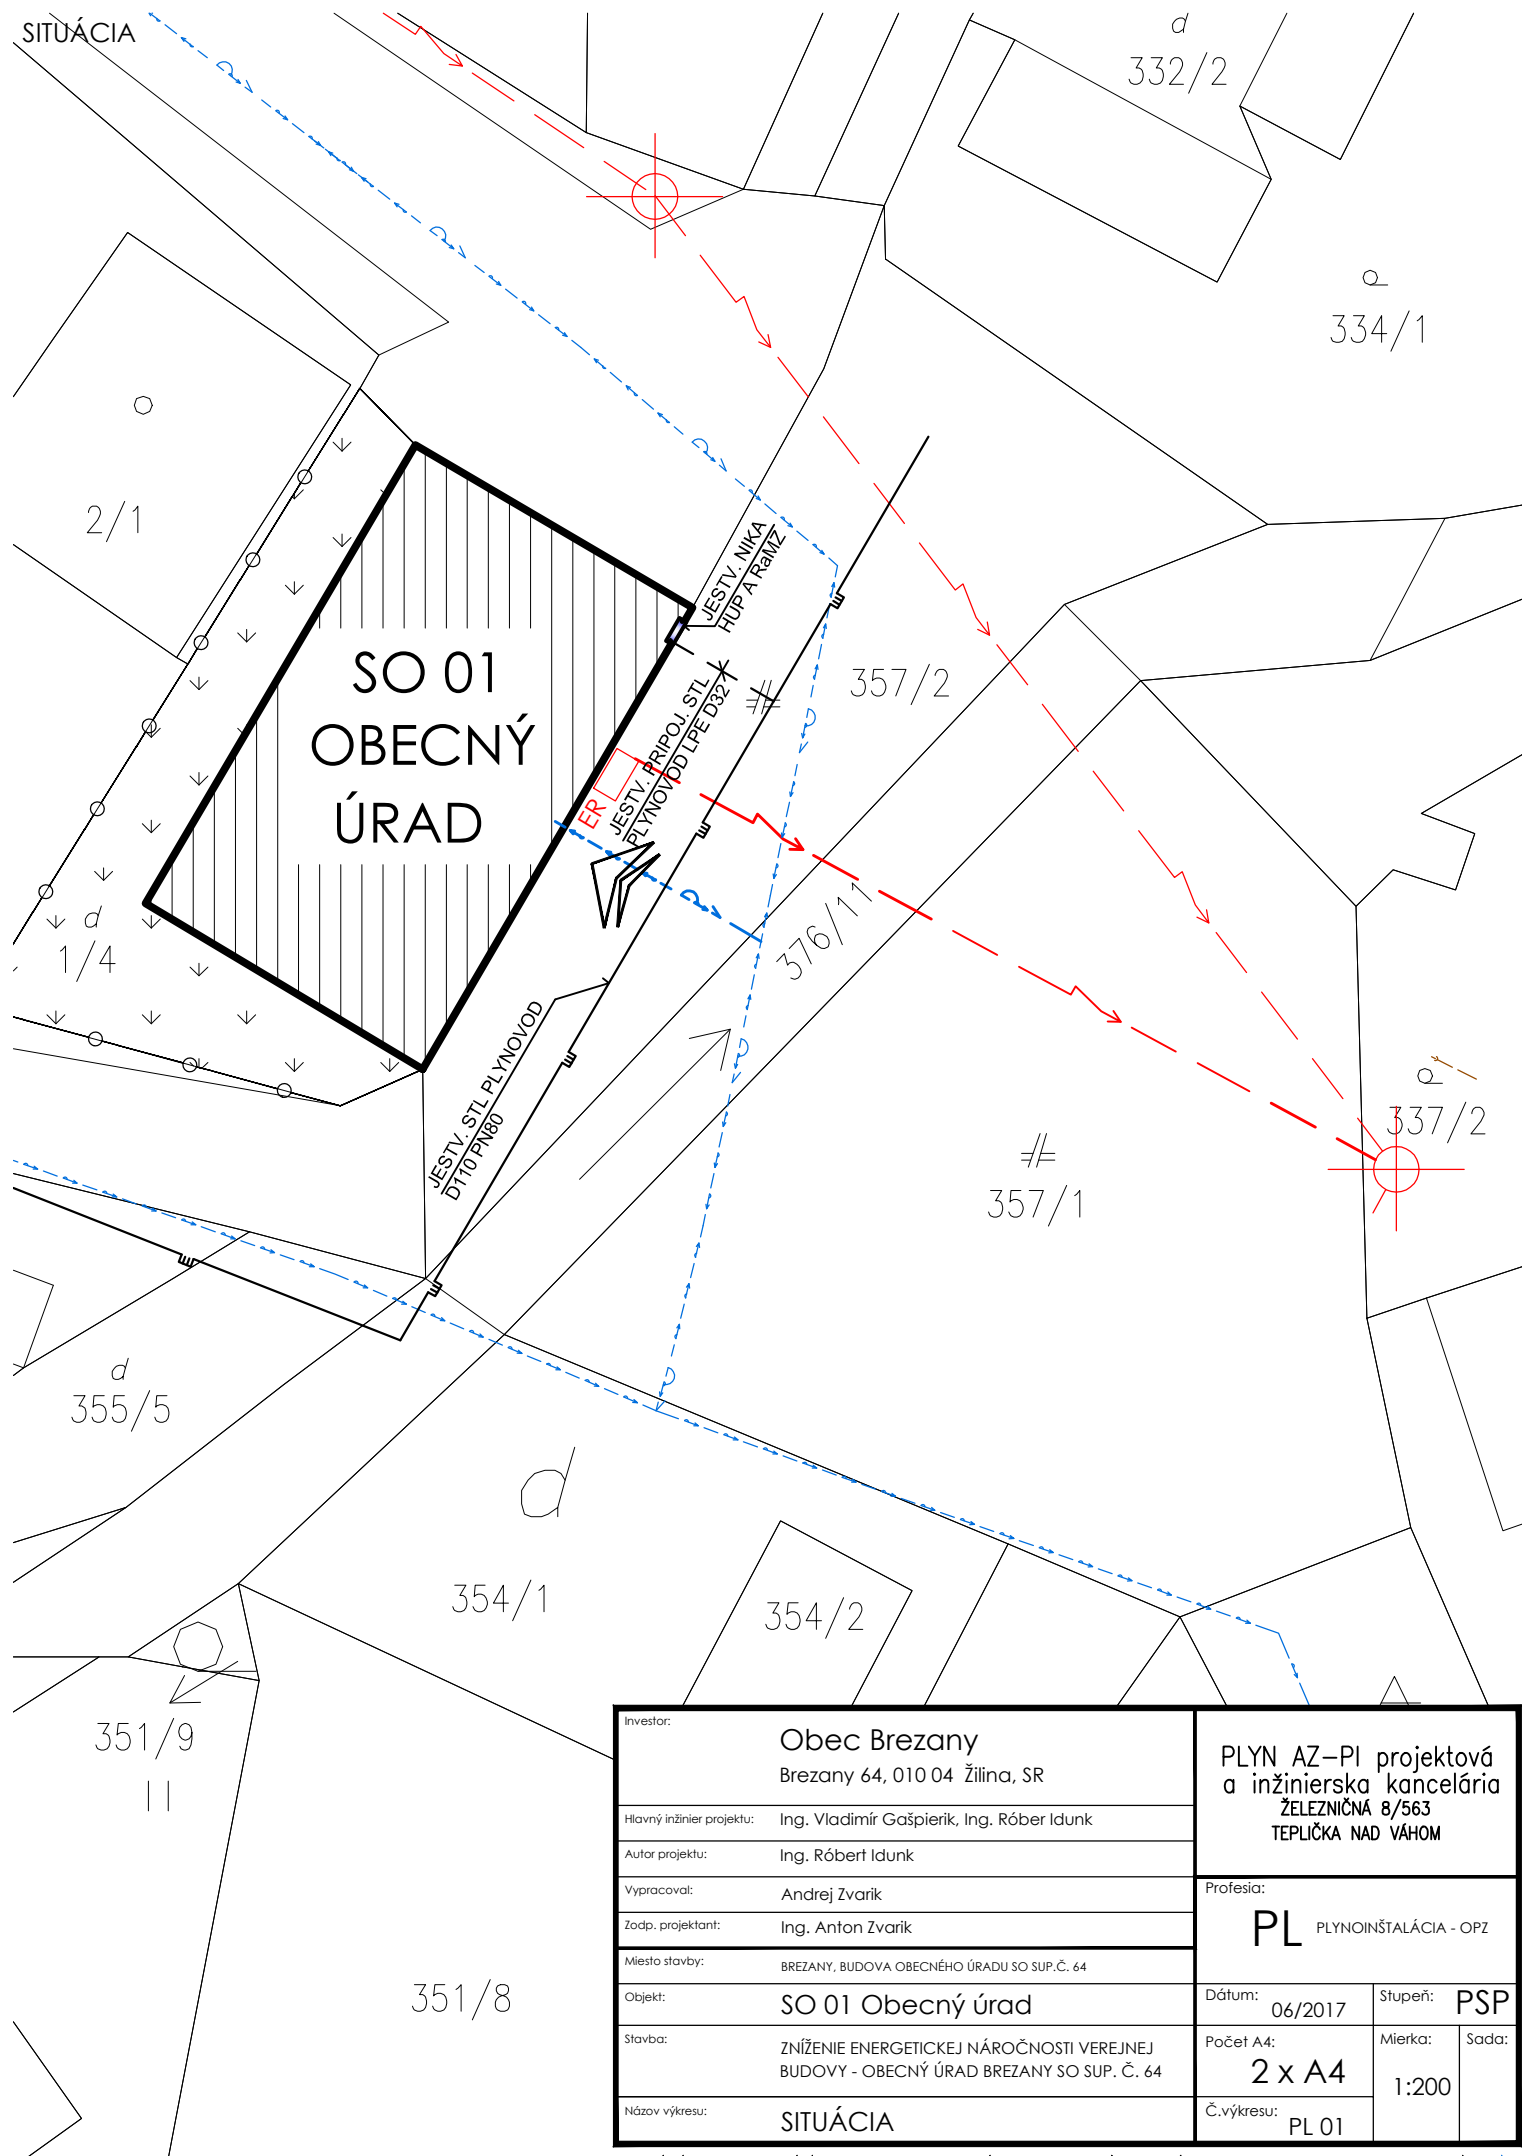 SITUÁCIA
d
332/2
334/1
2/1
JESTV. NIKA
HUP A RaMZ
SO 01
OBECNÝ
ÚRAD
357/2
JESTV. PRIPOJ. STL
PLYNOVOD LPE D32
ER
376/11
d
1/4
JESTV. STL PLYNOVOD
D110 PN80
337/2
357/1
d
355/5
d
354/1
354/2
351/9
351/8
Investor:
Obec Brezany
Brezany 64, 010 04 Žilina, SR
Hlavný inžinier projektu: Ing. Vladimír Gašpierik, Ing. Róber Idunk
Autor projektu: Ing. Róbert Idunk
Vypracoval: Andrej Zvarik
Zodp. projektant: Ing. Anton Zvarik
Miesto stavby: BREZANY, BUDOVA OBECNÉHO ÚRADU SO SUP.Č. 64
Objekt: SO 01 Obecný úrad
Stavba: ZNÍŽENIE ENERGETICKEJ NÁROČNOSTI VEREJNEJ
BUDOVY - OBECNÝ ÚRAD BREZANY SO SUP. Č. 64
Názov výkresu: SITUÁCIA
PLYN AZ-PI projektová
a inžinierska kancelária
ŽELEZNIČNÁ 8/563
TEPLIČKA NAD VÁHOM
Profesia:
PL PLYNOINŠTALÁCIA - OPZ
Dátum: 06/2017
Stupeň: PSP
Počet A4:
2 x A4
Mierka:
1:200
Sada:
Č.výkresu: PL 01